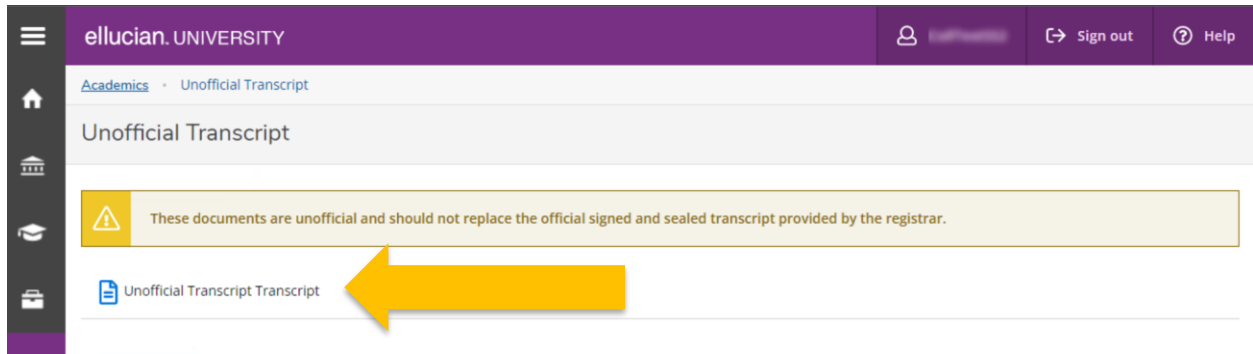 ellucian. UNIVERSITY
Sign out
Help
Academics • Unofficial Transcript
Unofficial Transcript
These documents are unofficial and should not replace the official signed and sealed transcript provided by the registrar.
Unofficial Transcript Transcript